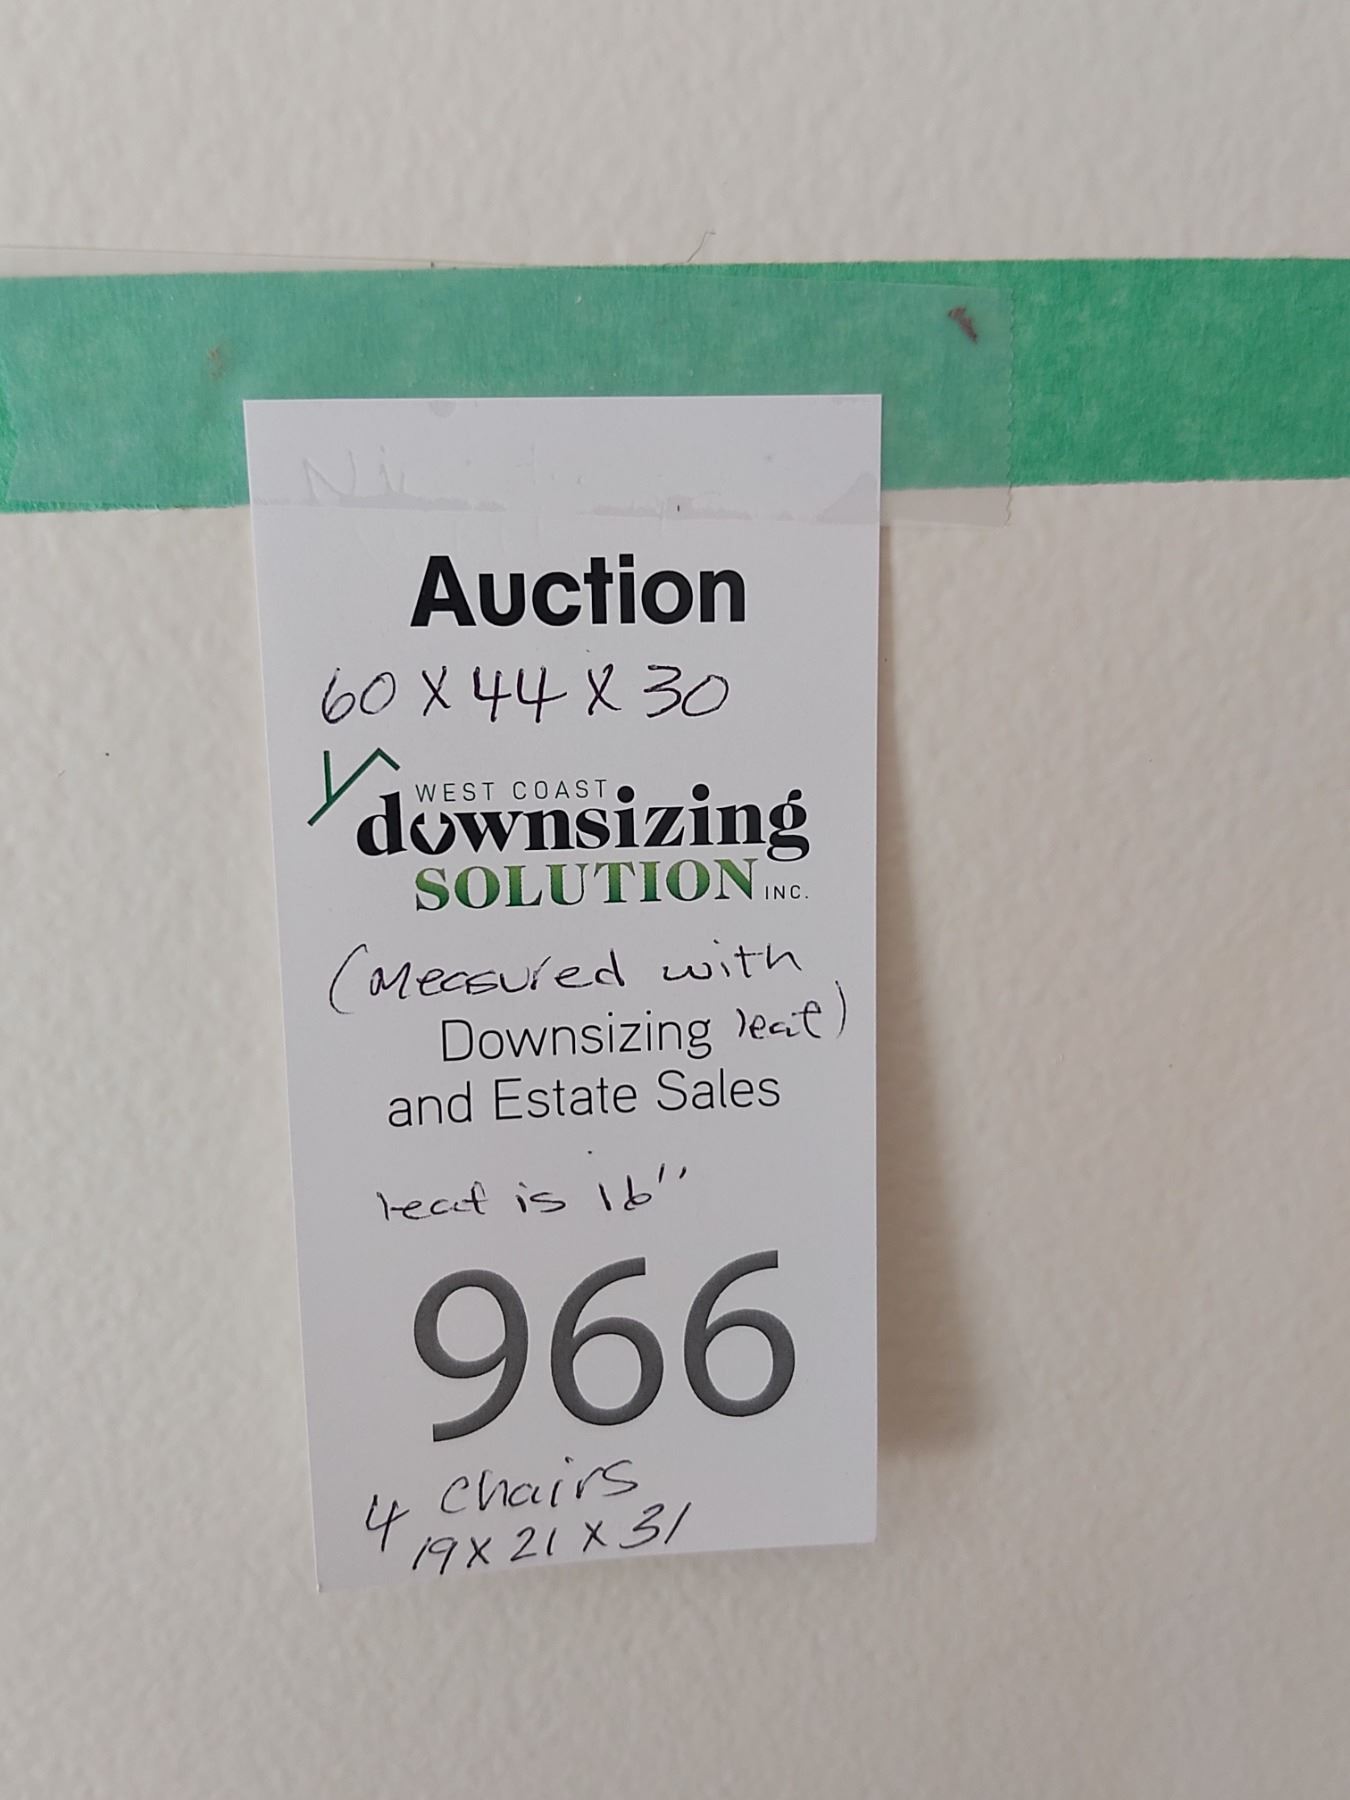 Auction
60 X 44 X 30
WEST COAST
downsizing
SOLUTION INC.
(Measured with
Downsizing leaf)
and Estate Sales
leaf is 16"
966
4 chairs
19 X 21 X 31